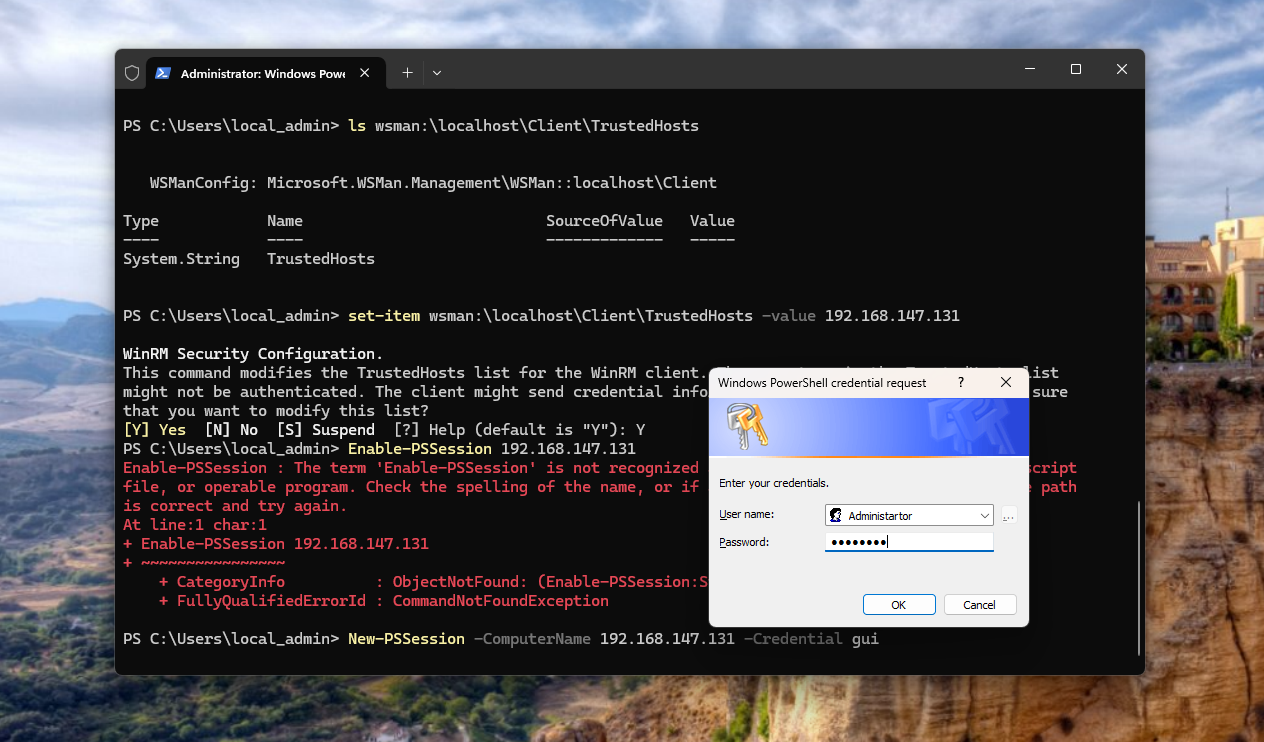 Administrator: Windows Powe
PS C:\Users\local_admin> ls wsman:\localhost\Client\TrustedHosts
WSManConfig: Microsoft.WSMan.Management\WSMan::localhost\Client
Type Name SourceOfValue Value
---- ---- ------------- -----
System.String TrustedHosts
PS C:\Users\local_admin> set-item wsman:\localhost\Client\TrustedHosts -value 192.168.147.131
WinRM Security Configuration.
This command modifies the TrustedHosts list for the WinRM client. list
might not be authenticated. The client might send credential info sure
that you want to modify this list?
[Y] Yes [N] No [S] Suspend [?] Help (default is "Y"): Y
PS C:\Users\local_admin> Enable-PSSession 192.168.147.131
Enable-PSSession : The term 'Enable-PSSession' is not recognized script
file, or operable program. Check the spelling of the name, or if path
is correct and try again.
At line:1 char:1
+ Enable-PSSession 192.168.147.131
+ ~~~~~~~~~~~~~~~~
+ CategoryInfo : ObjectNotFound: (Enable-PSSession:S
+ FullyQualifiedErrorId : CommandNotFoundException
PS C:\Users\local_admin> New-PSSession -ComputerName 192.168.147.131 -Credential gui
Windows PowerShell credential request ?
Enter your credentials.
User name: Administartor ...
Password: ••••••••
OK Cancel